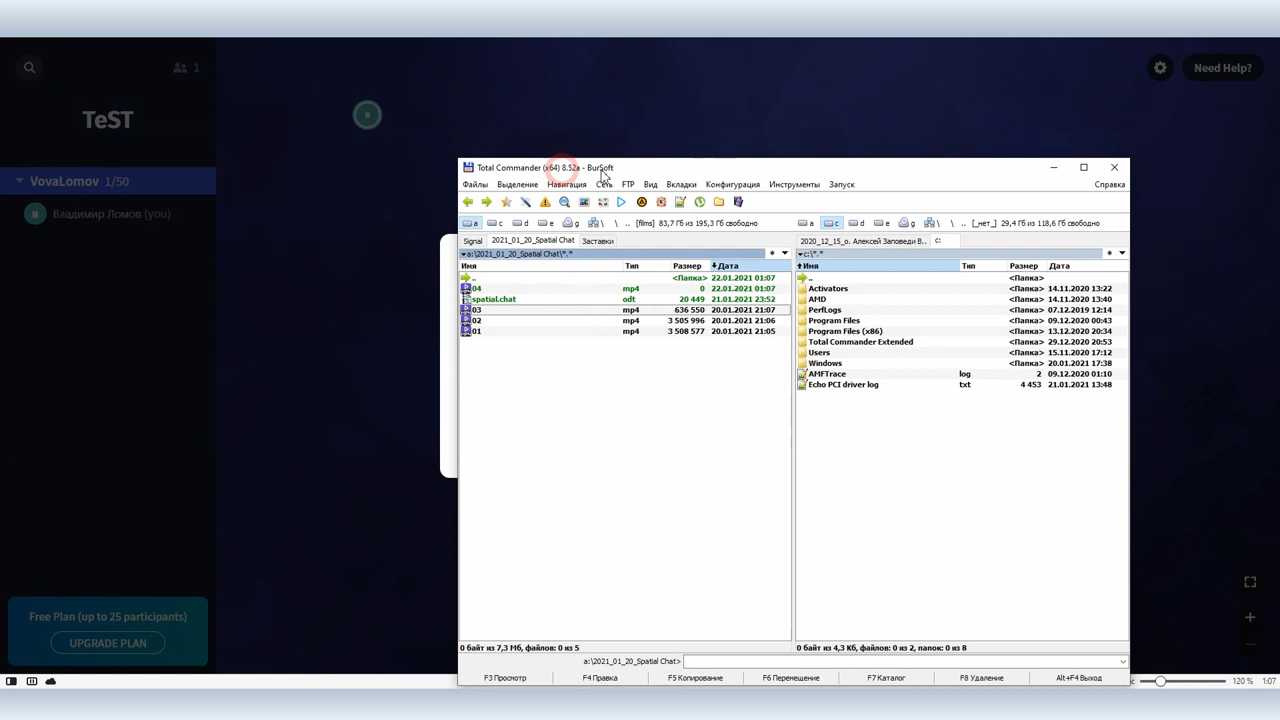 1
Need Help?
TeST
VovaLomov 1/50
в Владимир Ломов (you)
в
Free Plan (up to 25 participants)
UPGRADE PLAN
Total Commander (x64) 8.52a - BurSoft
Файлы Выделение Навигация Сеть FTP Вид Вкладки Конфигурация Инструменты Запуск Справка
a c d e g \ .. [films] 83,7 Гб из 195,3 Гб свободно
a c d e g \ .. [_нет_] 29,4 Гб из 118,6 Гб свободно
Signal 2021_01_20_Spatial Chat Заставки
2020_12_15_о. Алексей Заповеди В.. c:
a:\2021_01_20_Spatial Chat\*.*
c:\*.*
Имя Тип Размер Дата
.. <Папка> 22.01.2021 01:07
04 mp4 0 22.01.2021 01:07
spatial.chat odt 20 449 21.01.2021 23:52
03 mp4 636 550 20.01.2021 21:07
02 mp4 3 505 996 20.01.2021 21:06
01 mp4 3 508 577 20.01.2021 21:05
Имя Тип Размер Дата
.. <Папка>
Activators <Папка> 14.11.2020 13:22
AMD <Папка> 14.11.2020 13:40
PerfLogs <Папка> 07.12.2019 12:14
Program Files <Папка> 09.12.2020 00:43
Program Files (x86) <Папка> 13.12.2020 20:34
Total Commander Extended <Папка> 29.12.2020 20:53
Users <Папка> 15.11.2020 17:12
Windows <Папка> 20.01.2021 17:38
AMFTrace log 2 09.12.2020 01:10
Echo PCI driver log txt 4 453 21.01.2021 13:48
0 байт из 7,3 Мб, файлы: 0 из 5
0 байт из 4,3 Кб, файлов: 0 из 2, папок: 0 из 8
a:\2021_01_20_Spatial Chat>
F3 Просмотр F4 Правка F5 Копирование F6 Перемещение F7 Каталог F8 Удаление Alt+F4 Выход
120 % 1:07